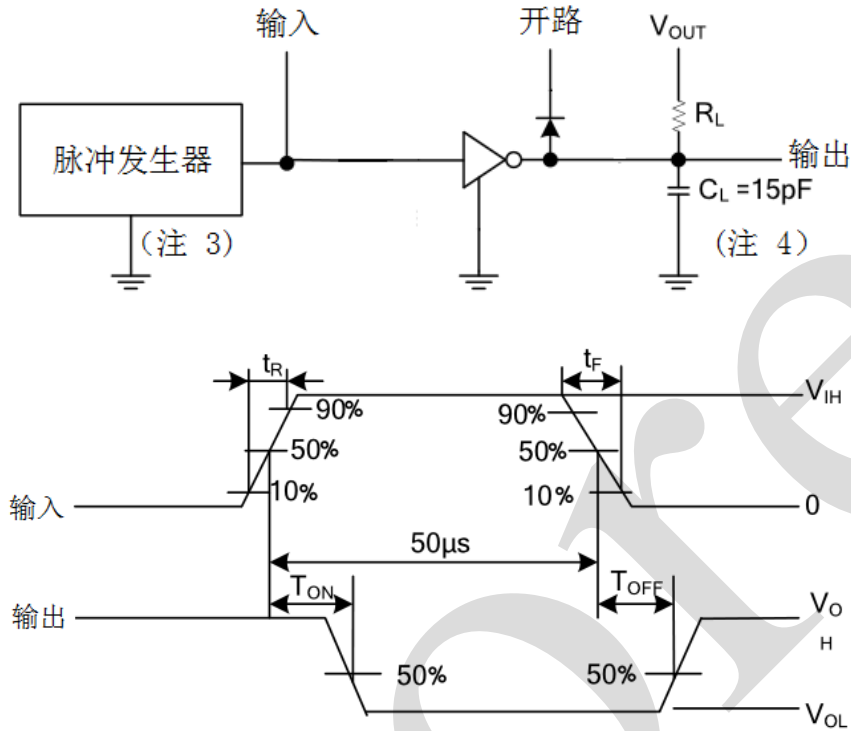 输入
开路
VOUT
脉冲发生器
RL
输出
CL =15pF
（注 3）
(注 4）
tR
tF
VIH
90%
90%
50%
50%
10%
10%
输入
0
50μs
TON
TOFF
输出
VO
H
50%
50%
VOL
ore